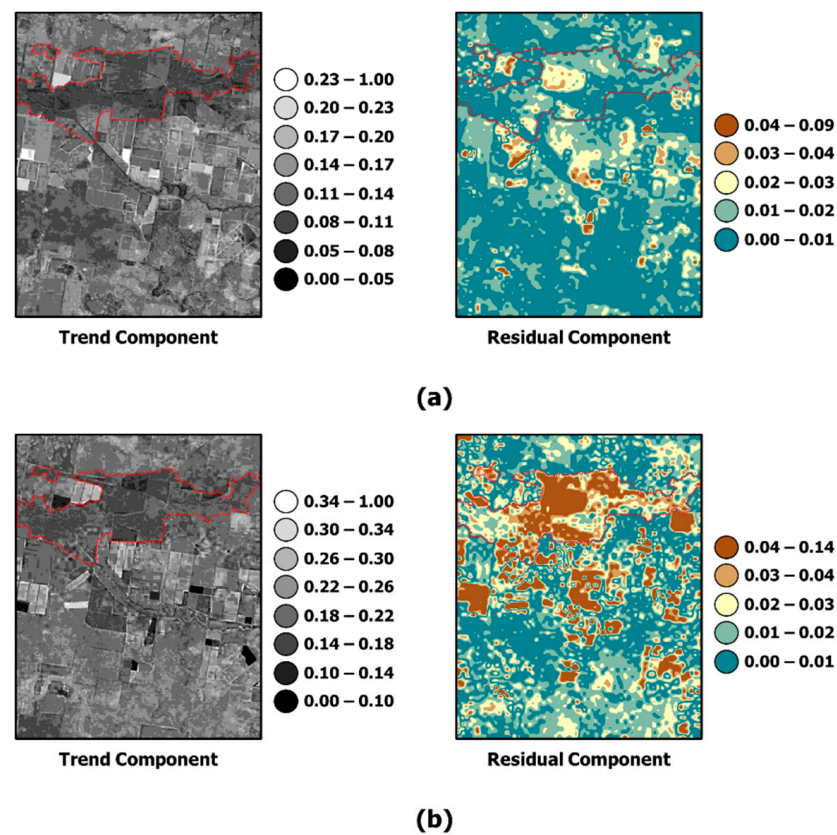 0.23 – 1.00
0.20 – 0.23
0.17 – 0.20
0.14 – 0.17
0.11 – 0.14
0.08 – 0.11
0.05 – 0.08
0.00 – 0.05
Trend Component
0.04 – 0.09
0.03 – 0.04
0.02 – 0.03
0.01 – 0.02
0.00 – 0.01
Residual Component
(a)
0.34 – 1.00
0.30 – 0.34
0.26 – 0.30
0.22 – 0.26
0.18 – 0.22
0.14 – 0.18
0.10 – 0.14
0.00 – 0.10
Trend Component
0.04 – 0.14
0.03 – 0.04
0.02 – 0.03
0.01 – 0.02
0.00 – 0.01
Residual Component
(b)